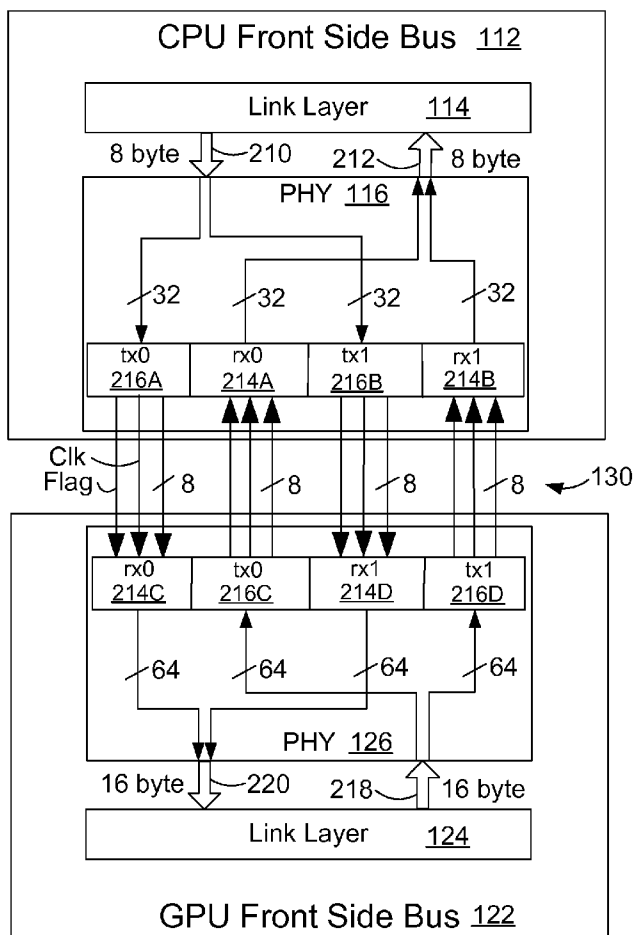 CPU Front Side Bus 112
Link Layer 114
8 byte 210 212 8 byte
PHY 116
32 32 32 32
tx0 rx0 tx1 rx1
216A 214A 216B 214B
Clk
Flag 8 8 8 8 130
rx0 tx0 rx1 tx1
214C 216C 214D 216D
64 64 64 64
PHY 126
16 byte 220 218 16 byte
Link Layer 124
GPU Front Side Bus 122